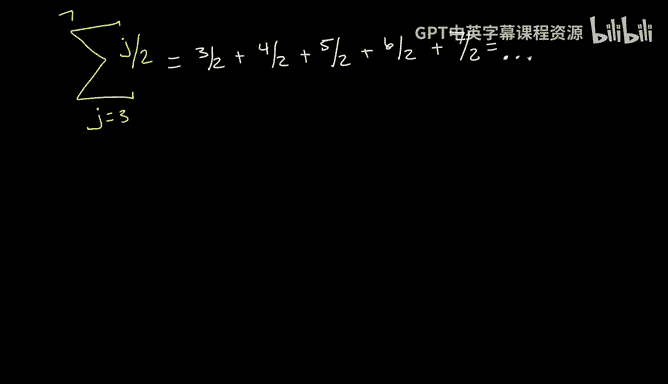 GPT中英字幕课程资源 bilibili
7
∑ j/2 = 3/2 + 4/2 + 5/2 + 6/2 + 7/2 = ...
j=3